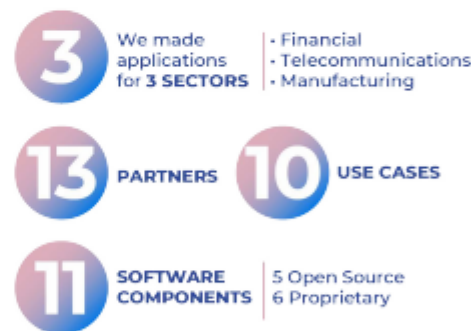 3
We made
applications
for 3 SECTORS
• Financial
• Telecommunications
• Manufacturing
13
PARTNERS
10
USE CASES
11
SOFTWARE
COMPONENTS
5 Open Source
6 Proprietary